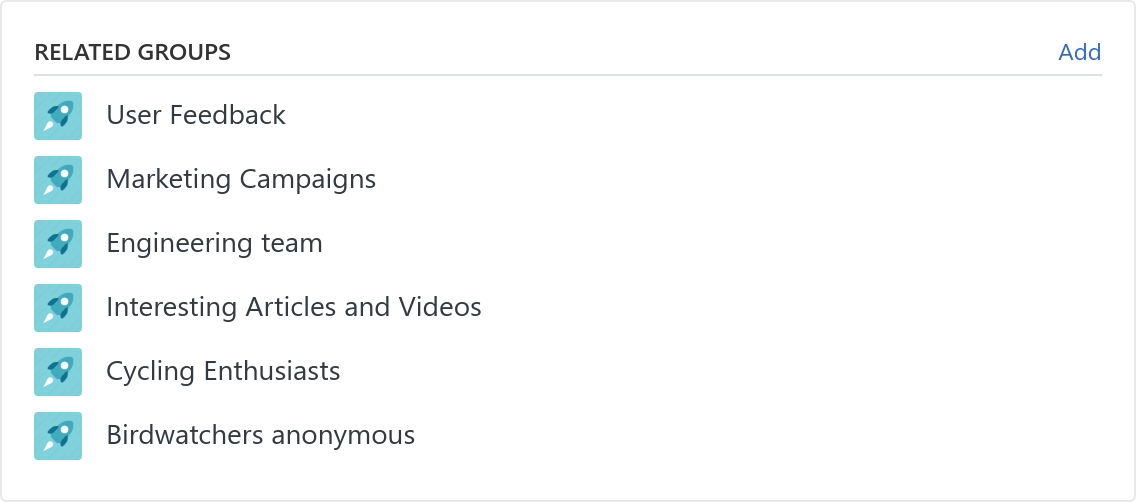 RELATED GROUPS Add
User Feedback
Marketing Campaigns
Engineering team
Interesting Articles and Videos
Cycling Enthusiasts
Birdwatchers anonymous